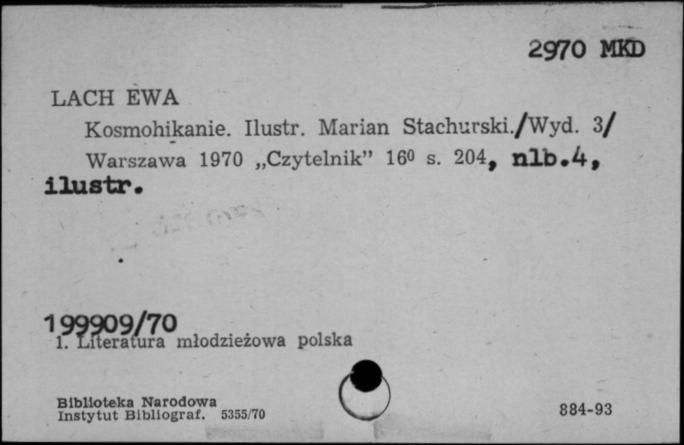 2970 MKD
LACH EWA
Kosmohikanie. Ilustr. Marian Stachurski./Wyd. 3/
Warszawa 1970 „Czytelnik” 16⁰ s. 204, nlb.4,
ilustr.
199909/70
1. Literatura młodzieżowa polska
Biblioteka Narodowa
Instytut Bibliograf. 5355/70
884-93